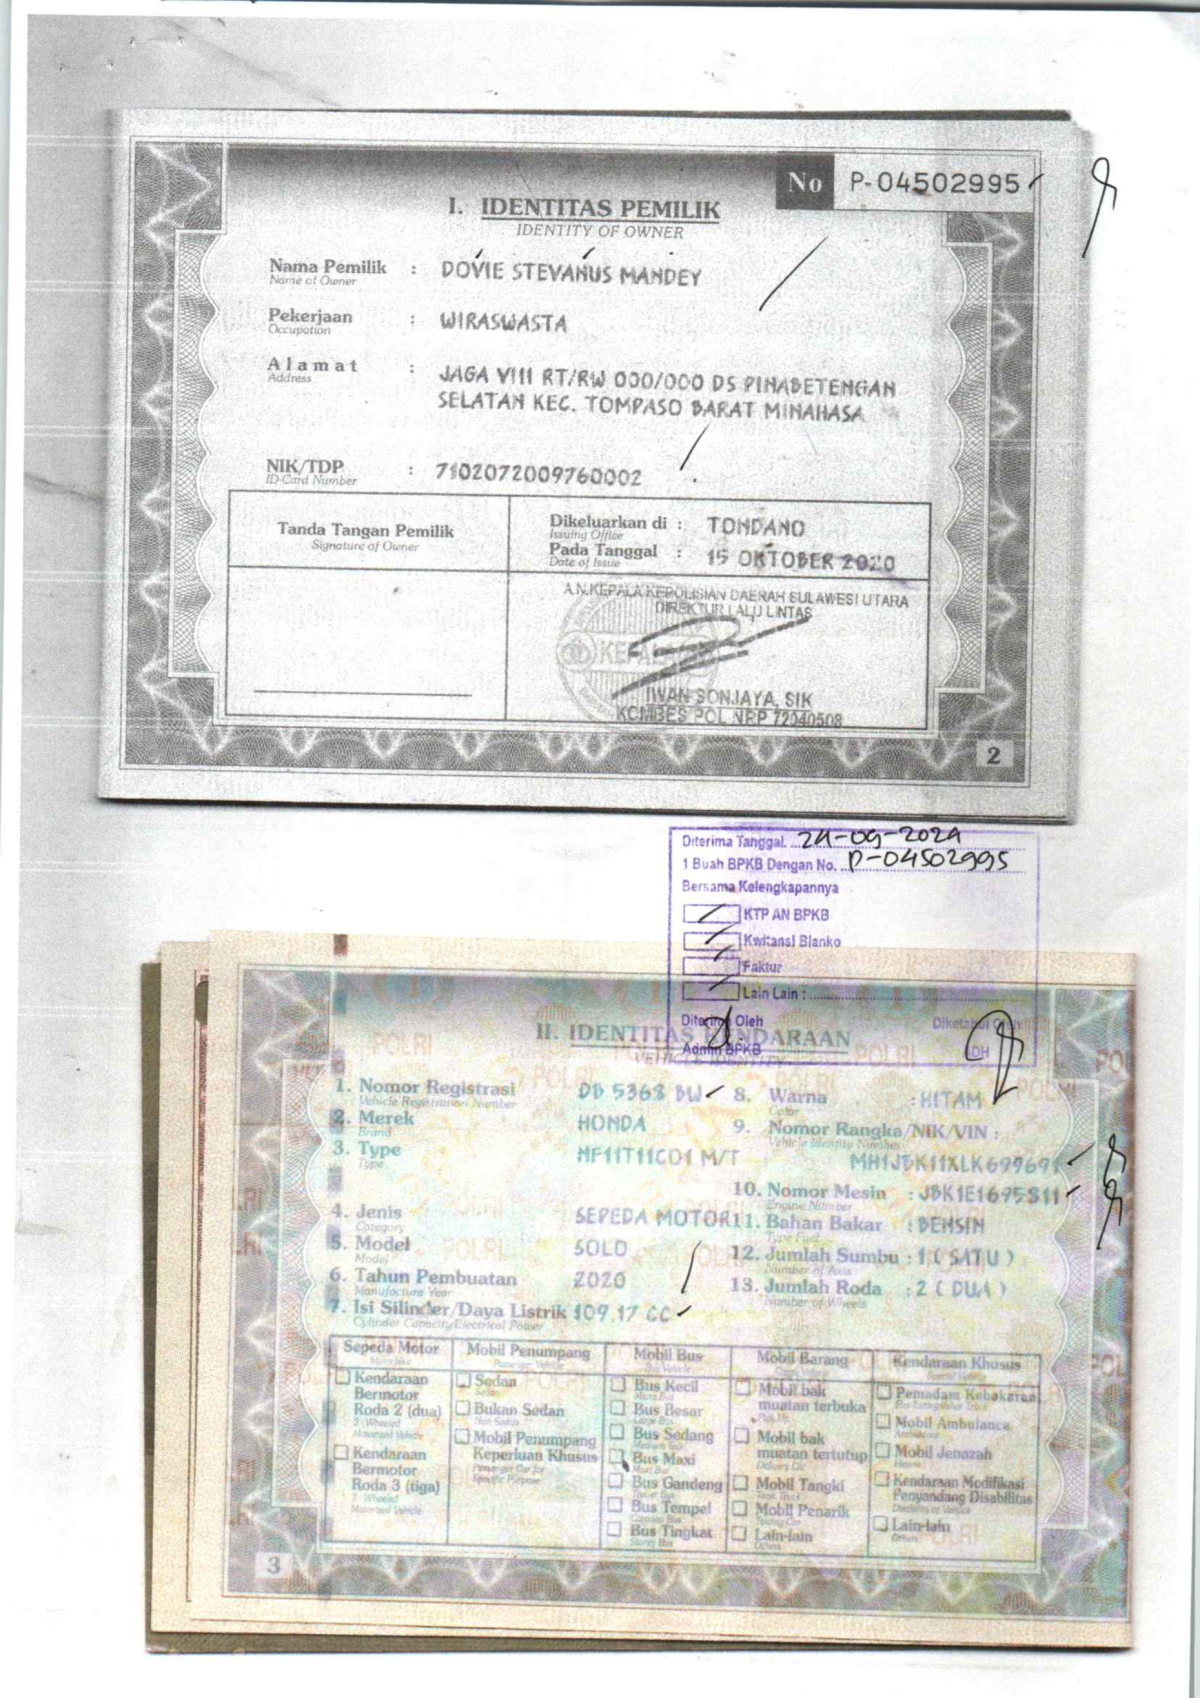 No P-04502995
I. IDENTITAS PEMILIK
IDENTITY OF OWNER
Nama Pemilik : DOVIE STEVANUS MANDEY
Name of Owner
Pekerjaan : WIRASWASTA
Occupation
Alamat : JAGA VIII RT/RW 000/000 DS PINABETENGAN
Address
SELATAN KEC. TOMPASO BARAT MINAHASA
NIK/TDP : 7102072009760002
ID-Card Number
Tanda Tangan Pemilik
Signature of Owner
Dikeluarkan di : TONDANO
Issuing Office
Pada Tanggal : 15 OKTOBER 2020
Date of Issue
A.N.KEPALA KEPOLISIAN DAERAH SULAWESI UTARA
DIREKTUR LALU LINTAS
IWAN SONJAYA, SIK
KOMBES POL NRP 72040508
2
Diterima Tanggal. 24-09-2024
1 Buah BPKB Dengan No. P-04502995
Bersama Kelengkapannya
KTP AN BPKB
Kwitansi Blanko
Faktur
Lain Lain :
Diterima Oleh Diketahui Oleh
Admin BPKB
II. IDENTITAS KENDARAAN
VEHICLE IDENTITY
1. Nomor Registrasi DB 5368 BW
Vehicle Registration Number
2. Merek HONDA
Brand
3. Type NF11T11C01 M/T
Type
4. Jenis SEPEDA MOTOR
Category
5. Model SOLO
Model
6. Tahun Pembuatan 2020
Manufacture Year
7. Isi Silinder/Daya Listrik 109.17 CC
Cylinder Capacity/Electrical Power
8. Warna : HITAM
Color
9. Nomor Rangka/NIK/VIN :
Vehicle Identity Number
MH1JBK11XLK699691
10. Nomor Mesin : JBK1E1695811
Engine Number
11. Bahan Bakar : BENSIN
Type Fuel
12. Jumlah Sumbu : 1 ( SATU )
Number of Axis
13. Jumlah Roda : 2 ( DUA )
Number of Wheels
Sepeda Motor
Kendaraan
Bermotor
Roda 2 (dua)
Kendaraan
Bermotor
Roda 3 (tiga)
Mobil Penumpang
Sedan
Bukan Sedan
Mobil Penumpang
Keperluan Khusus
Mobil Bus
Bus Kecil
Bus Besar
Bus Sedang
Bus Maxi
Bus Gandeng
Bus Tempel
Bus Tingkat
Mobil Barang
Mobil bak
muatan terbuka
Mobil bak
muatan tertutup
Mobil Tangki
Mobil Penarik
Lain-lain
Kendaraan Khusus
Pemadam Kebakaran
Mobil Ambulance
Mobil Jenazah
Kendaraan Modifikasi
Penyandang Disabilitas
Lain-lain
3